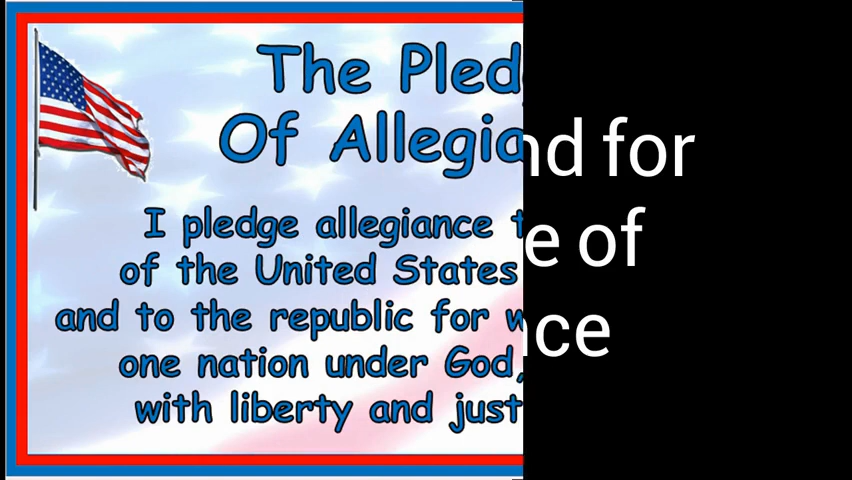 The Pled
Of Allegia
I pledge allegiance t
of the United States
and to the republic for w
one nation under God,
with liberty and just
nd for
e of
nce